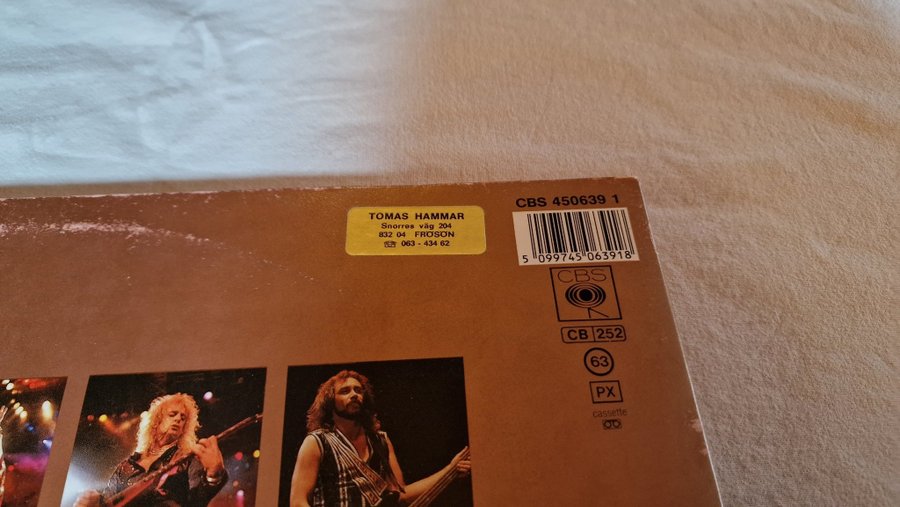 TOMAS HAMMAR
Snorres väg 204
832 04 FRÖSÖN
☎ 063 - 434 62
CBS 450639 1
5 099745 063918
CBS
CB 252
63
PX
cassette